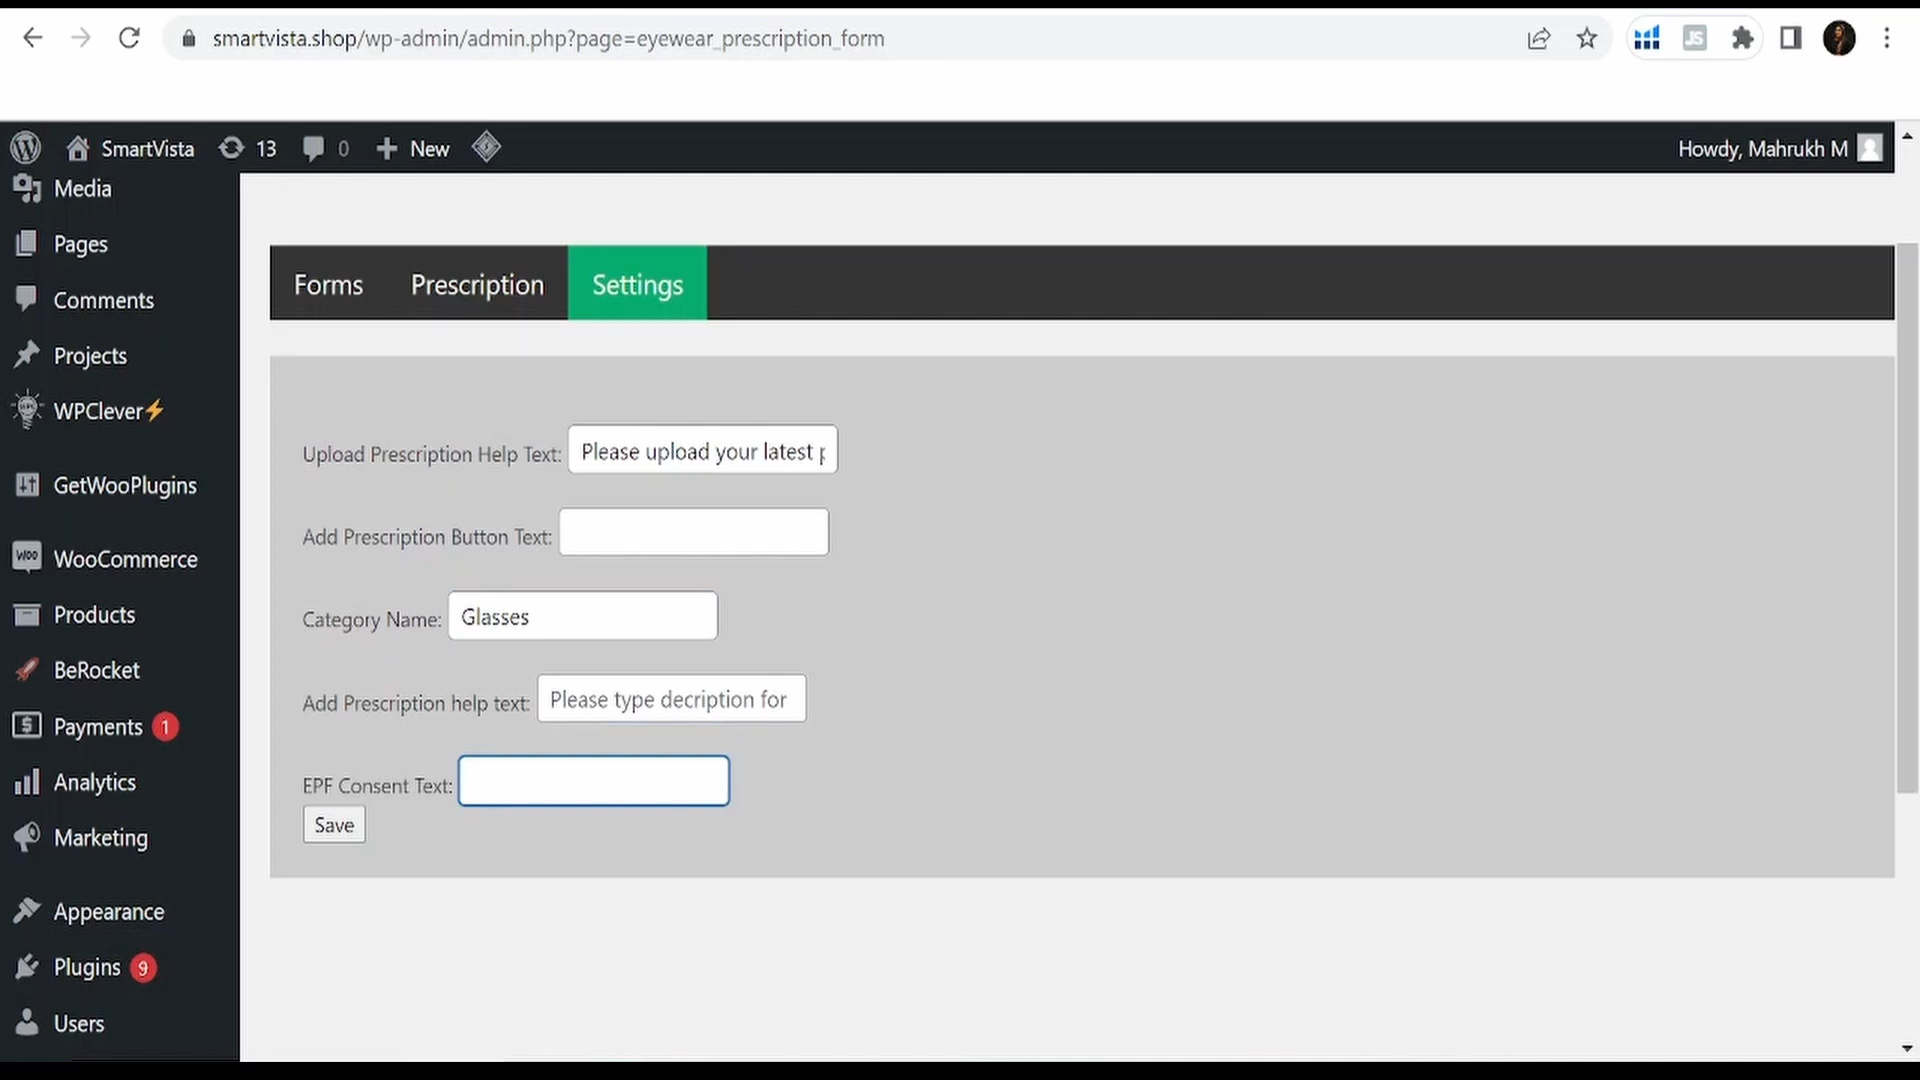 smartvista.shop/wp-admin/admin.php?page=eyewear_prescription_form
JS
SmartVista 13 0 New
Howdy, Mahrukh M
Media
Pages
Comments
Projects
WPClever⚡
GetWooPlugins
Woo WooCommerce
Products
BeRocket
Payments 1
Analytics
Marketing
Appearance
Plugins 9
Users
Forms Prescription Settings
Upload Prescription Help Text: Please upload your latest p
Add Prescription Button Text:
Category Name: Glasses
Add Prescription help text: Please type decription for
EPF Consent Text:
Save